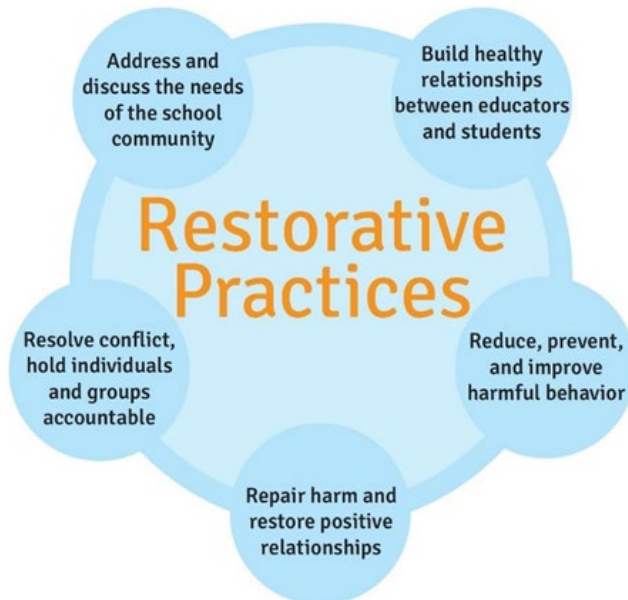 Address and
discuss the needs
of the school
community
Build healthy
relationships
between educators
and students
Restorative
Practices
Resolve conflict,
hold individuals
and groups
accountable
Reduce, prevent,
and improve
harmful behavior
Repair harm and
restore positive
relationships